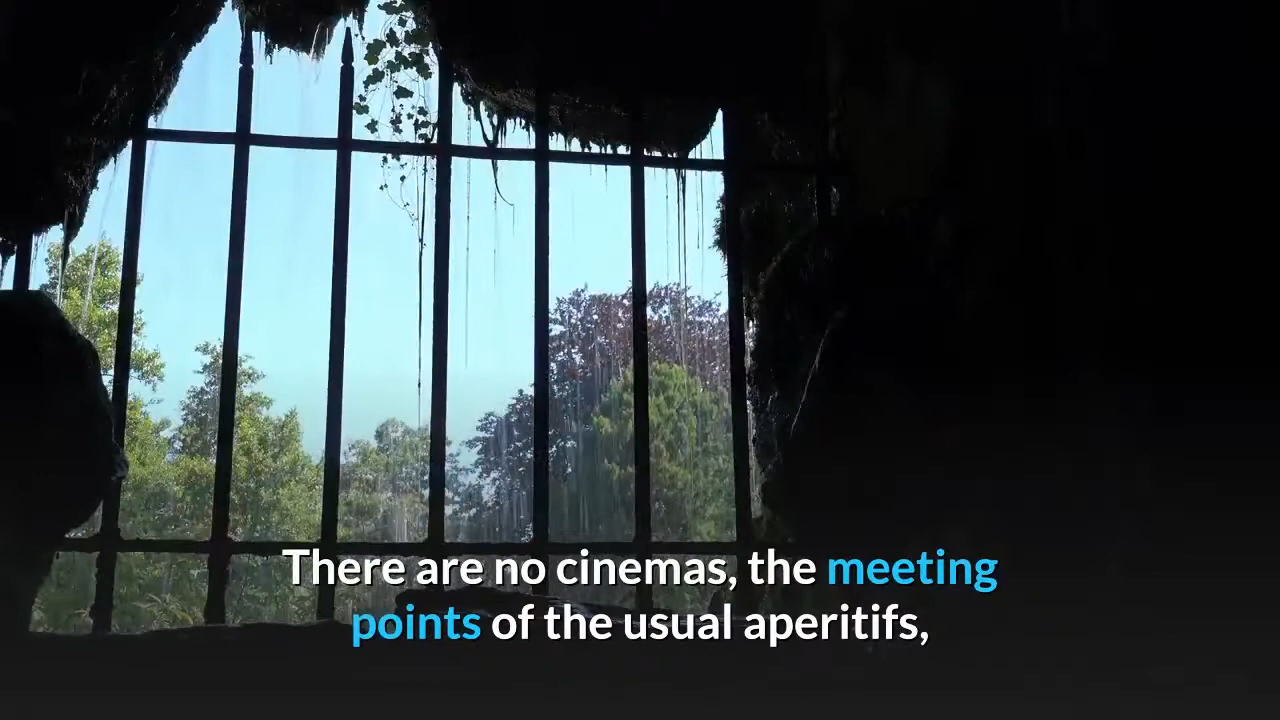 There are no cinemas, the meeting
points of the usual aperitifs,